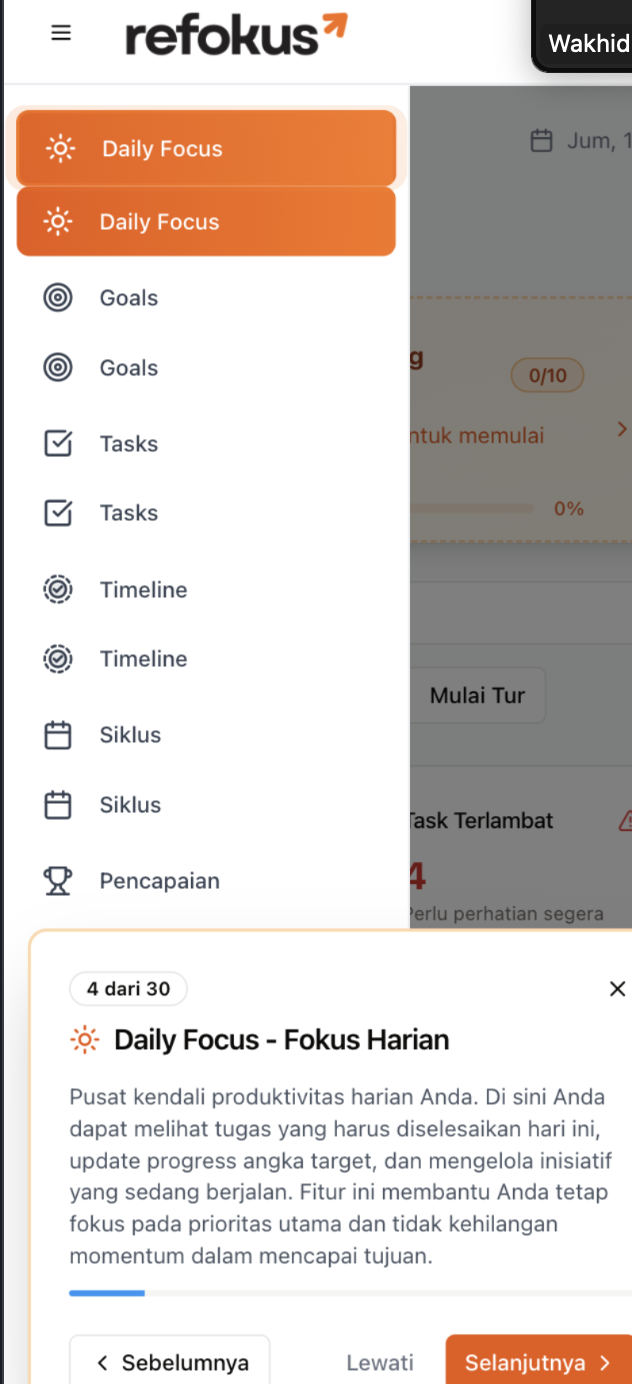 refokus
Wakhid
Daily Focus
Daily Focus
Goals
Goals
Tasks
Tasks
Timeline
Timeline
Siklus
Siklus
Pencapaian
Jum, 1
g
0/10
ntuk memulai
0%
Mulai Tur
Task Terlambat
4
Perlu perhatian segera
4 dari 30
Daily Focus - Fokus Harian
Pusat kendali produktivitas harian Anda. Di sini Anda
dapat melihat tugas yang harus diselesaikan hari ini,
update progress angka target, dan mengelola inisiatif
yang sedang berjalan. Fitur ini membantu Anda tetap
fokus pada prioritas utama dan tidak kehilangan
momentum dalam mencapai tujuan.
Sebelumnya
Lewati
Selanjutnya